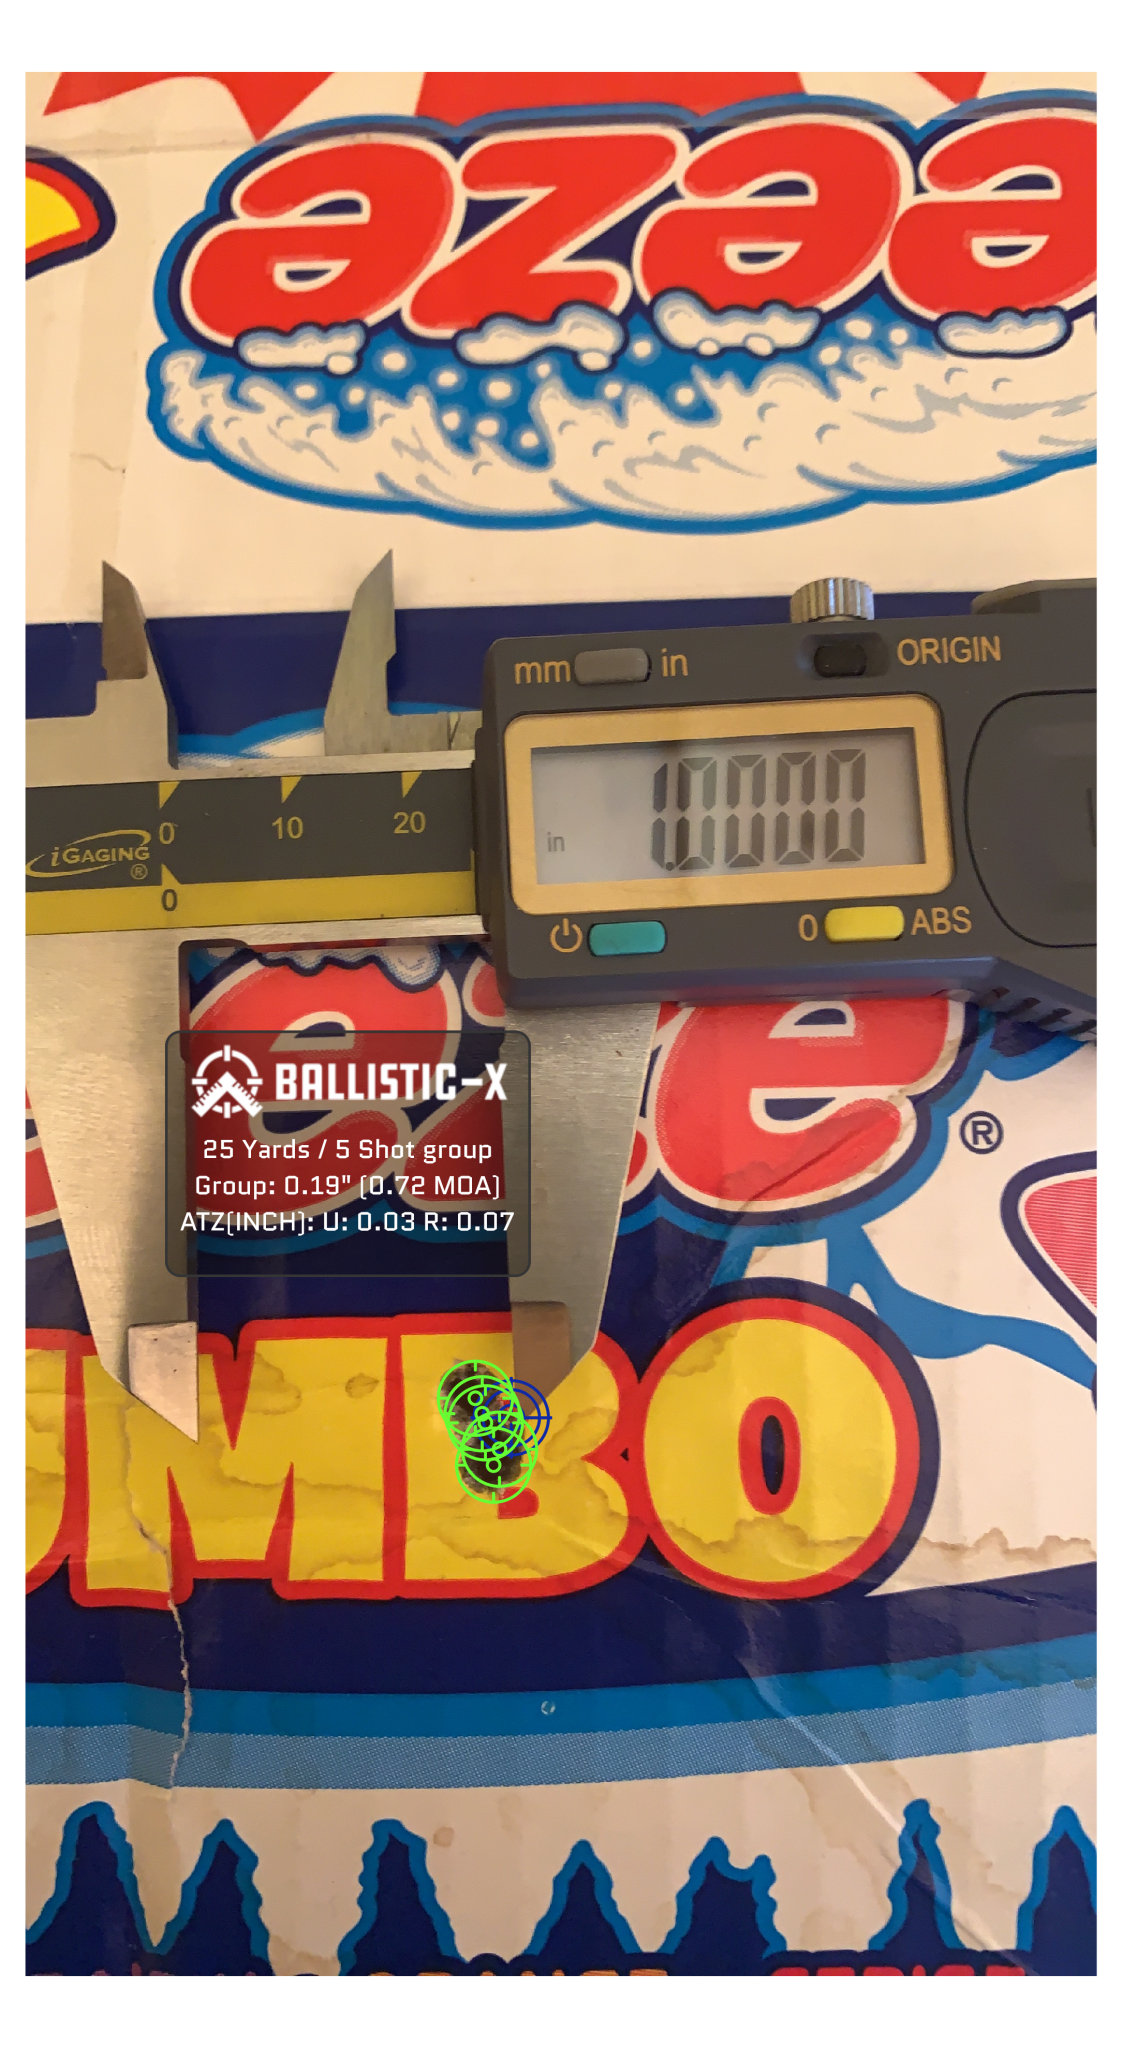 azaa
mm in ORIGIN
1.0000
in
0 10 20
iGAGING
®
0
0 ABS
e e
®
BALLISTIC-X
25 Yards / 5 Shot group
Group: 0.19" (0.72 MOA)
ATZ(INCH): U: 0.03 R: 0.07
UMBO